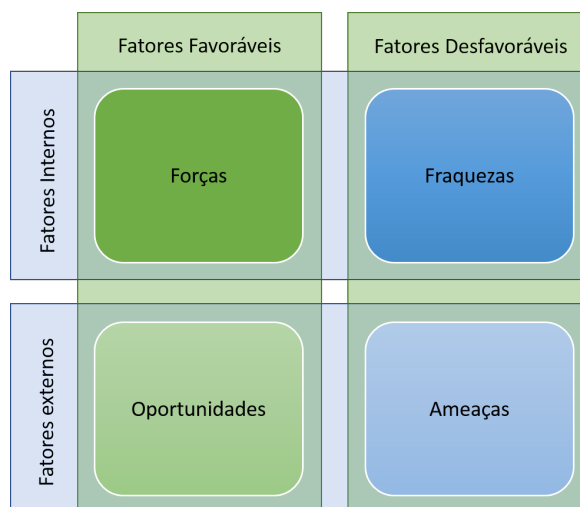 Fatores Favoráveis
Fatores Desfavoráveis
Fatores Internos
Forças
Fraquezas
Fatores externos
Oportunidades
Ameaças